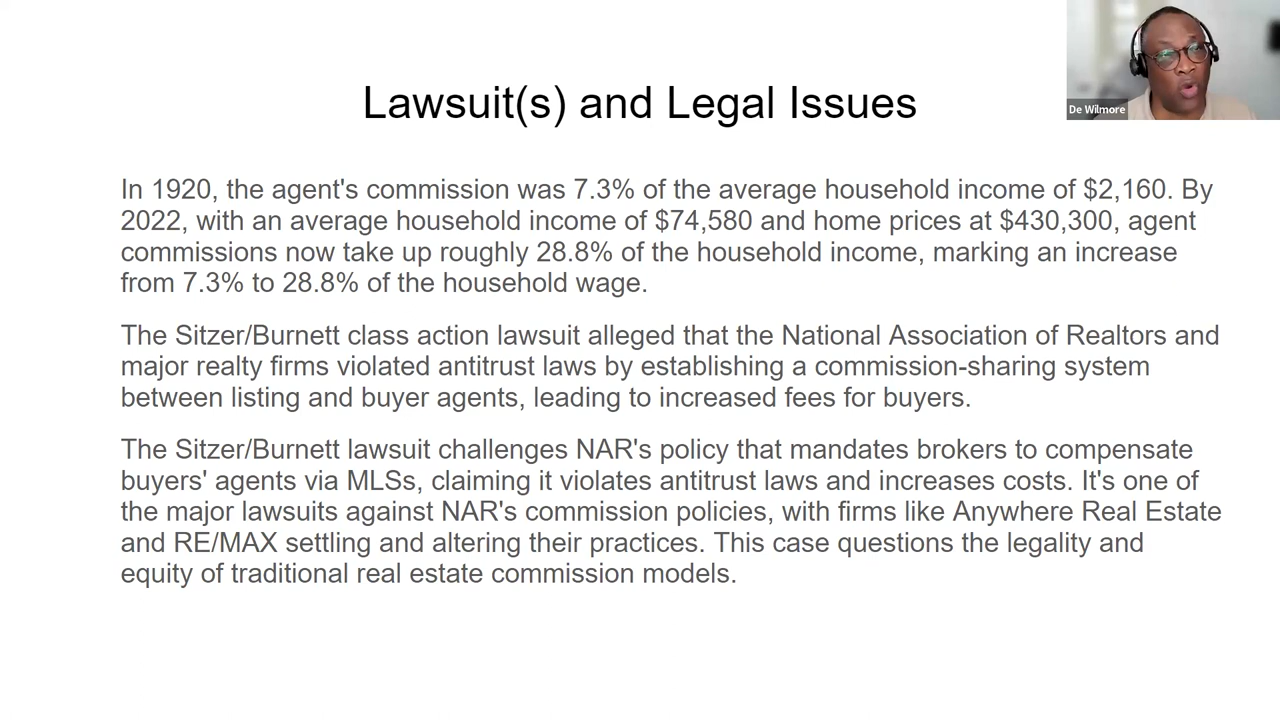 Lawsuit(s) and Legal Issues
De Wilmore
In 1920, the agent's commission was 7.3% of the average household income of $2,160. By
2022, with an average household income of $74,580 and home prices at $430,300, agent
commissions now take up roughly 28.8% of the household income, marking an increase
from 7.3% to 28.8% of the household wage.
The Sitzer/Burnett class action lawsuit alleged that the National Association of Realtors and
major realty firms violated antitrust laws by establishing a commission-sharing system
between listing and buyer agents, leading to increased fees for buyers.
The Sitzer/Burnett lawsuit challenges NAR's policy that mandates brokers to compensate
buyers' agents via MLSs, claiming it violates antitrust laws and increases costs. It's one of
the major lawsuits against NAR's commission policies, with firms like Anywhere Real Estate
and RE/MAX settling and altering their practices. This case questions the legality and
equity of traditional real estate commission models.